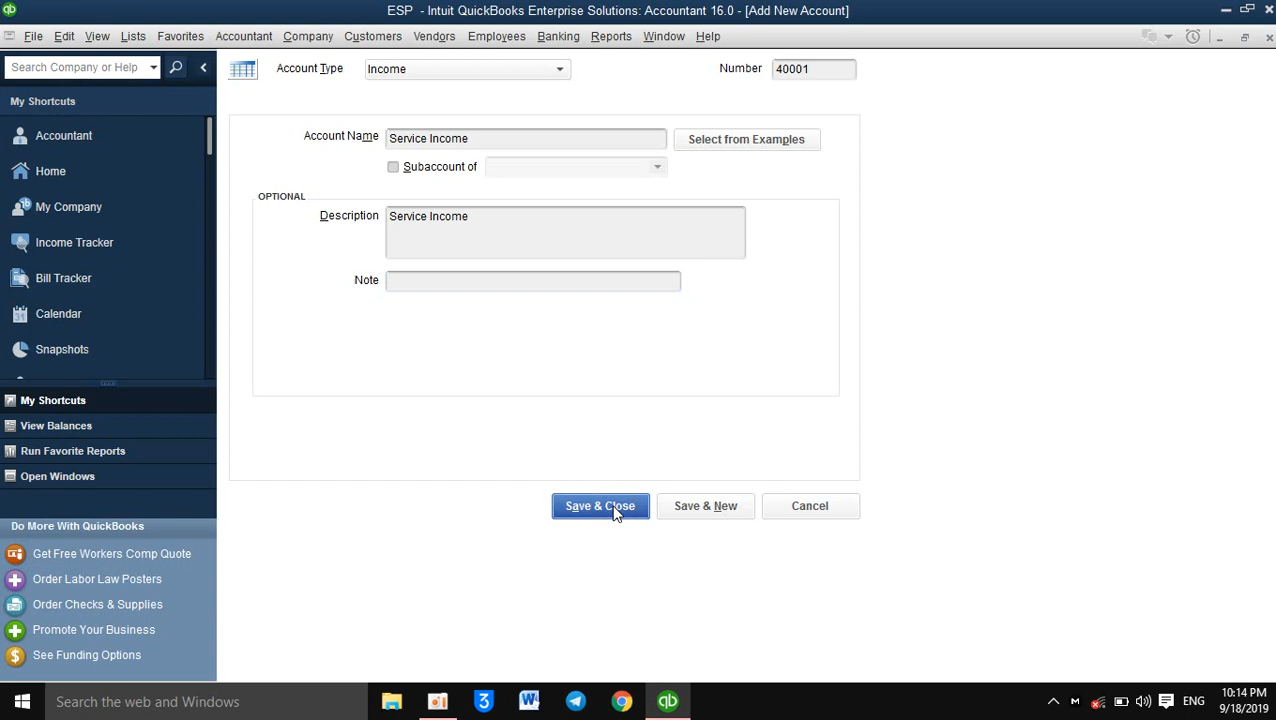 ESP - Intuit QuickBooks Enterprise Solutions: Accountant 16.0 - [Add New Account]
File Edit View Lists Favorites Accountant Company Customers Vendors Employees Banking Reports Window Help
Search Company or Help
Account Type Income Number 40001
My Shortcuts
Accountant
Home
My Company
Income Tracker
Bill Tracker
31 Calendar
Snapshots
My Shortcuts
View Balances
Run Favorite Reports
Open Windows
Do More With QuickBooks
Get Free Workers Comp Quote
Order Labor Law Posters
Order Checks & Supplies
Promote Your Business
See Funding Options
Account Name Service Income Select from Examples
Subaccount of
OPTIONAL
Description Service Income
Note
Save & Close Save & New Cancel
Search the web and Windows
ENG
10:14 PM
9/18/2019